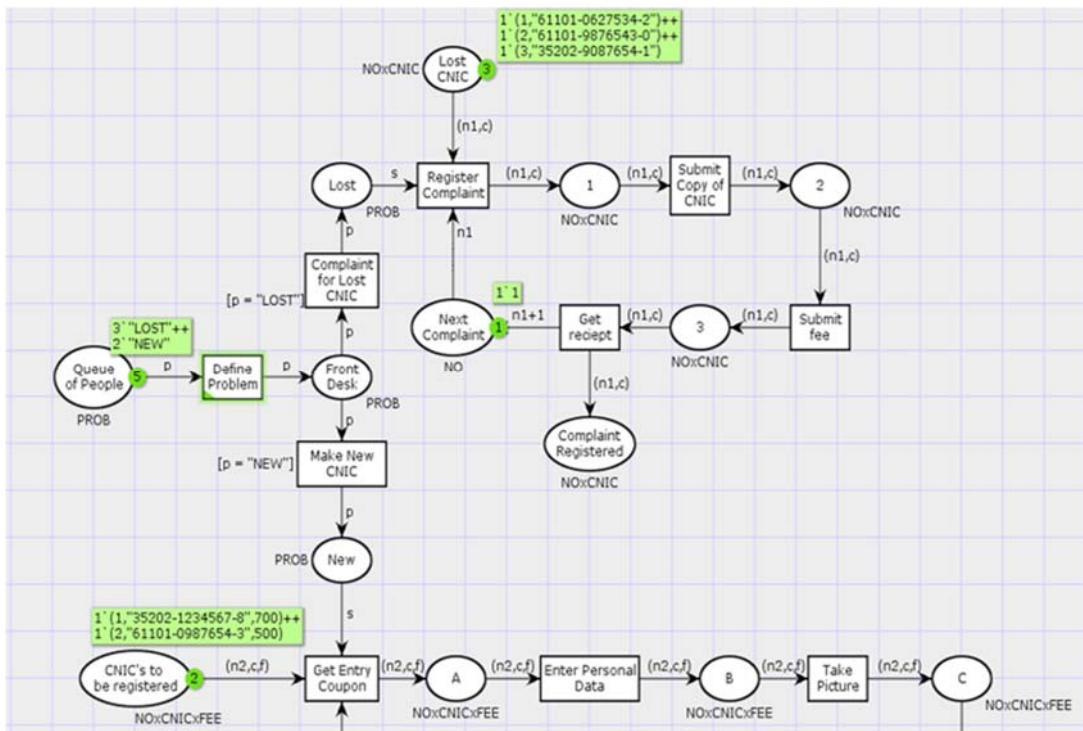 1`(1,"61101-0627534-2")++
1`(2,"61101-9876543-0")++
1`(3,"35202-9087654-1")
Lost
CNIC
3
NOxCNIC
(n1,c)
Lost
PROB
s
Register
Complaint
(n1,c)
1
NOxCNIC
(n1,c)
Submit
Copy of
CNIC
(n1,c)
2
NOxCNIC
p
n1
(n1,c)
Complaint
for Lost
CNIC
[p = "LOST"]
1`1
Next
Complaint
1
NO
n1+1
Get
reciept
(n1,c)
3
NOxCNIC
(n1,c)
Submit
fee
3`"LOST"++
2`"NEW"
p
Queue
of People
5
PROB
p
Define
Problem
p
Front
Desk
PROB
(n1,c)
p
Complaint
Registered
NOxCNIC
[p = "NEW"]
Make New
CNIC
p
PROB
New
1`(1,"35202-1234567-8",700)++
1`(2,"61101-0987654-3",500)
s
CNIC's to
be registered
2
NOxCNICxFEE
(n2,c,f)
Get Entry
Coupon
(n2,c,f)
A
NOxCNICxFEE
(n2,c,f)
Enter Personal
Data
(n2,c,f)
B
NOxCNICxFEE
(n2,c,f)
Take
Picture
(n2,c,f)
C
NOxCNICxFEE